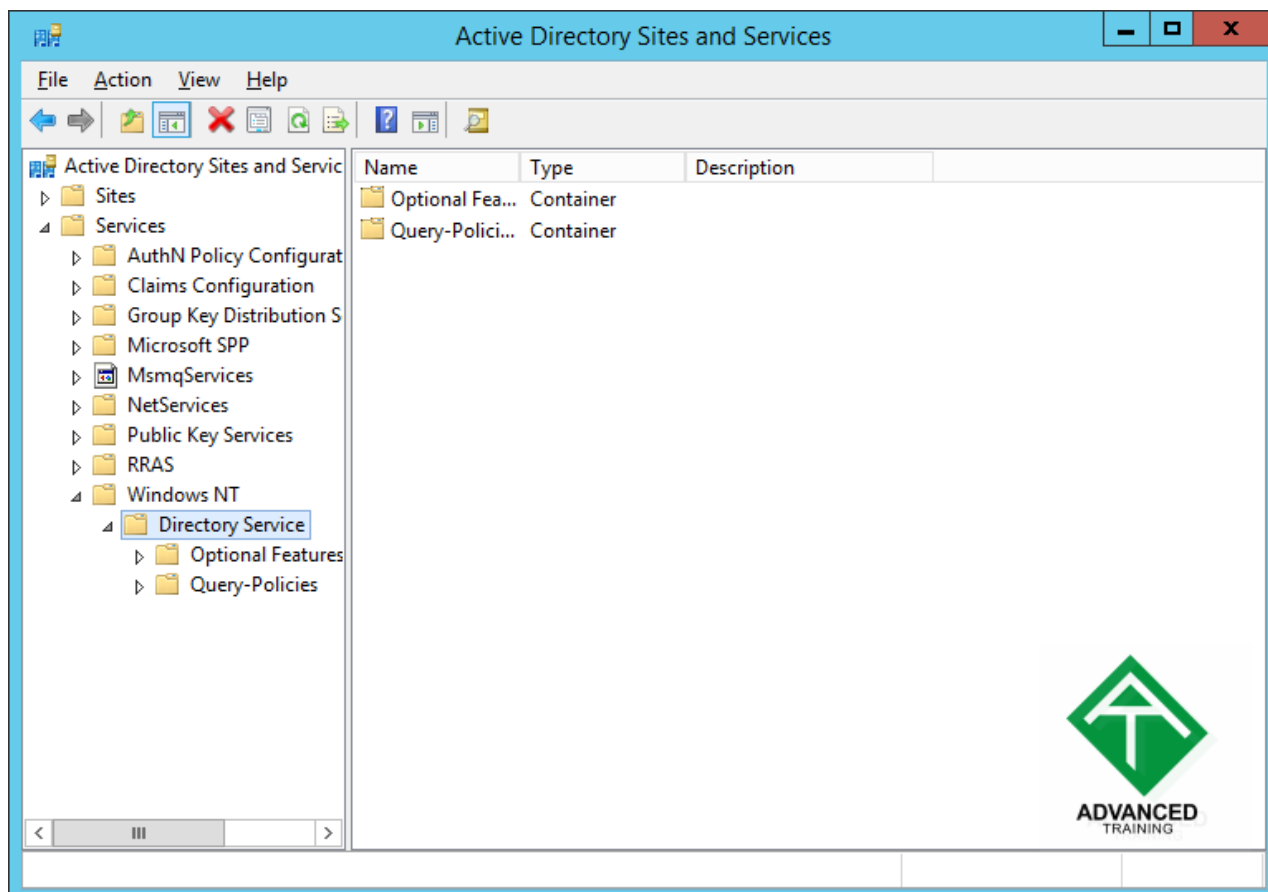 Active Directory Sites and Services
File Action View Help
Active Directory Sites and Servic
Sites
Services
AuthN Policy Configurat
Claims Configuration
Group Key Distribution S
Microsoft SPP
MsmqServices
NetServices
Public Key Services
RRAS
Windows NT
Directory Service
Optional Features
Query-Policies
Name Type Description
Optional Fea... Container
Query-Polici... Container
ADVANCED
TRAINING